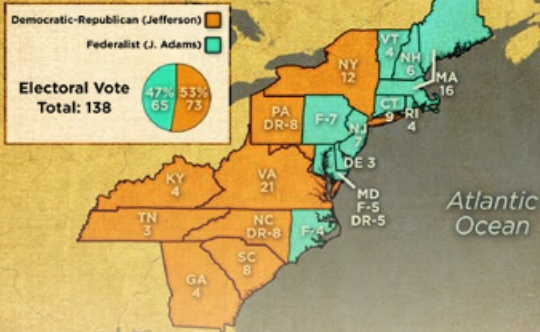 Democratic-Republican (Jefferson)
Federalist (J. Adams)
Electoral Vote
Total: 138
47%
65
53%
73
VT
4
NH
6
NY
12
MA
16
CT
9
RI
4
PA
DR-8
F-7
NJ
7
DE 3
MD
F-5
DR-5
KY
4
VA
21
TN
3
NC
DR-8
F-4
SC
8
GA
4
Atlantic
Ocean